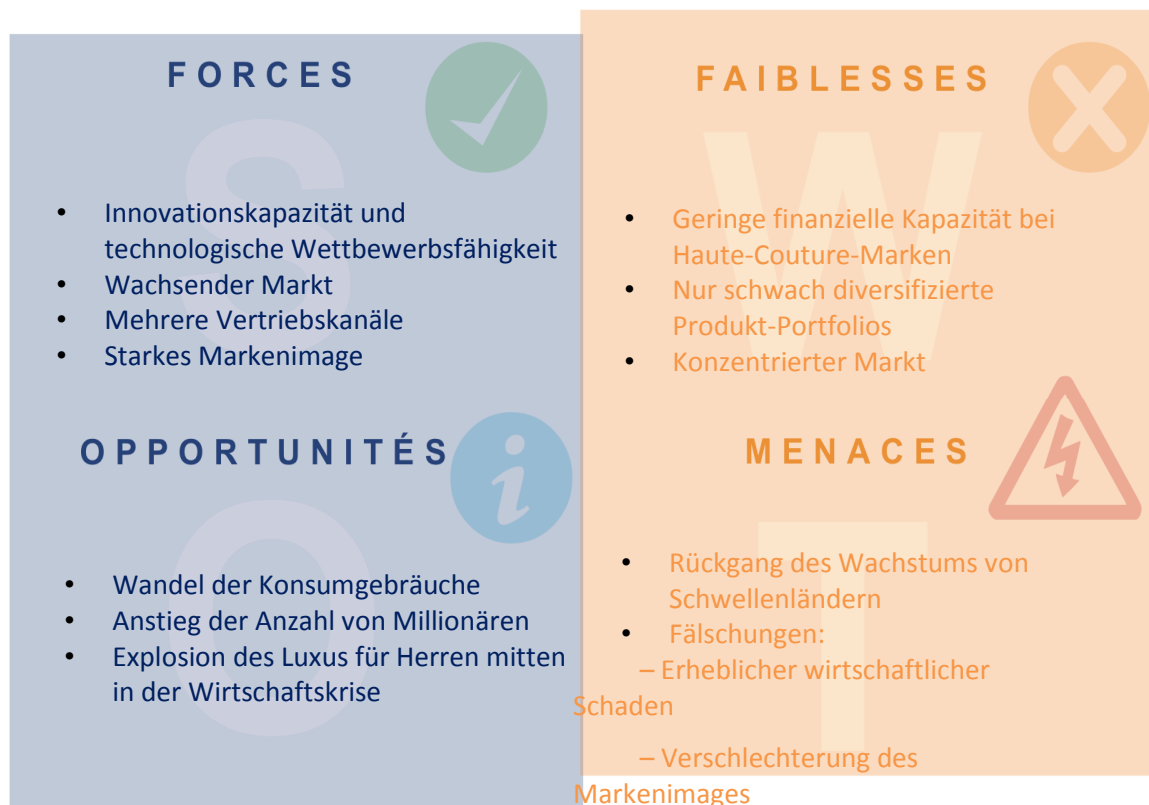 FORCES
• Innovationskapazität und
technologische Wettbewerbsfähigkeit
• Wachsender Markt
• Mehrere Vertriebskanäle
• Starkes Markenimage
S
FAIBLESSES
• Geringe finanzielle Kapazität bei
Haute-Couture-Marken
• Nur schwach diversifizierte
Produkt-Portfolios
• Konzentrierter Markt
W
OPPORTUNITÉS
i
• Wandel der Konsumgebräuche
• Anstieg der Anzahl von Millionären
• Explosion des Luxus für Herren mitten
in der Wirtschaftskrise
O
MENACES
• Rückgang des Wachstums von
Schwellenländern
• Fälschungen:
– Erheblicher wirtschaftlicher
Schaden
– Verschlechterung des
Markenimages
T